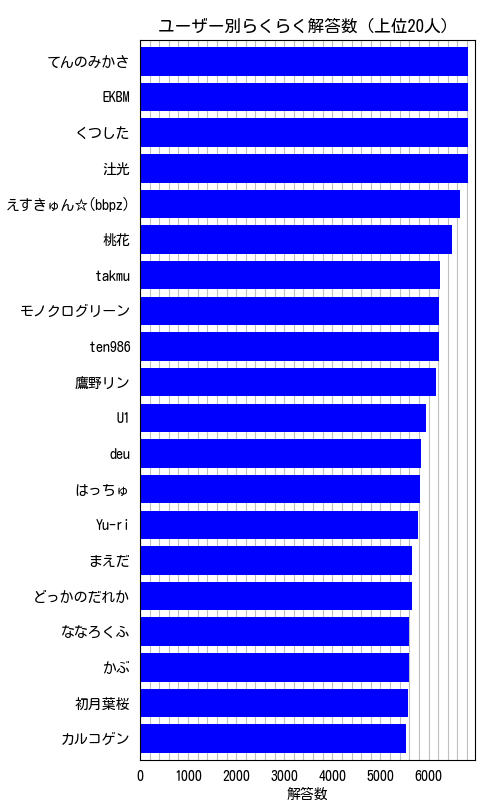 ユーザー別らくらく解答数（上位20人）
てんのみかさ
EKBM
くつした
汢光
えすきゅん☆(bbpz)
桃花
takmu
モノクログリーン
ten986
鷹野リン
U1
deu
はっちゅ
Yu-ri
まえだ
どっかのだれか
ななろくふ
かぶ
初月葉桜
カルコゲン
0 1000 2000 3000 4000 5000 6000
解答数